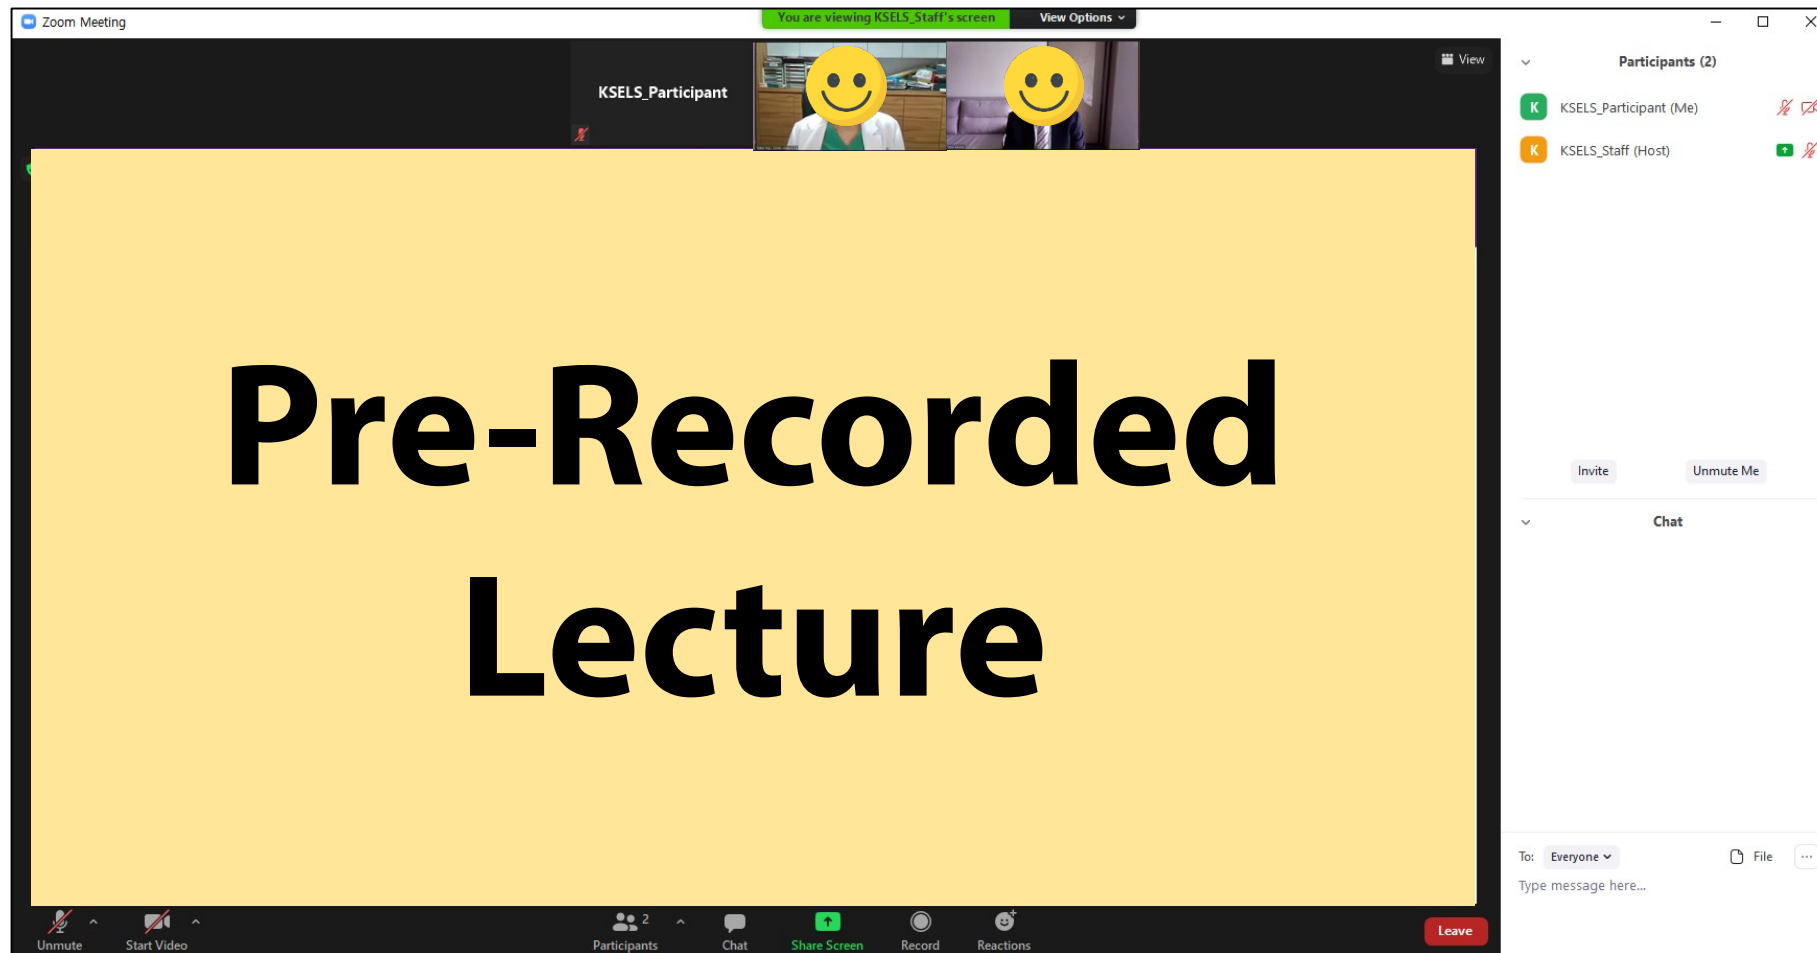 Zoom Meeting
You are viewing KSELS_Staff's screen
View Options
View
KSELS_Participant
Participants (2)
K
KSELS_Participant (Me)
K
KSELS_Staff (Host)
Pre-Recorded
Lecture
Invite
Unmute Me
Chat
To:
Everyone
File
Type message here...
Unmute
Start Video
2
Participants
Chat
Share Screen
Record
Reactions
Leave